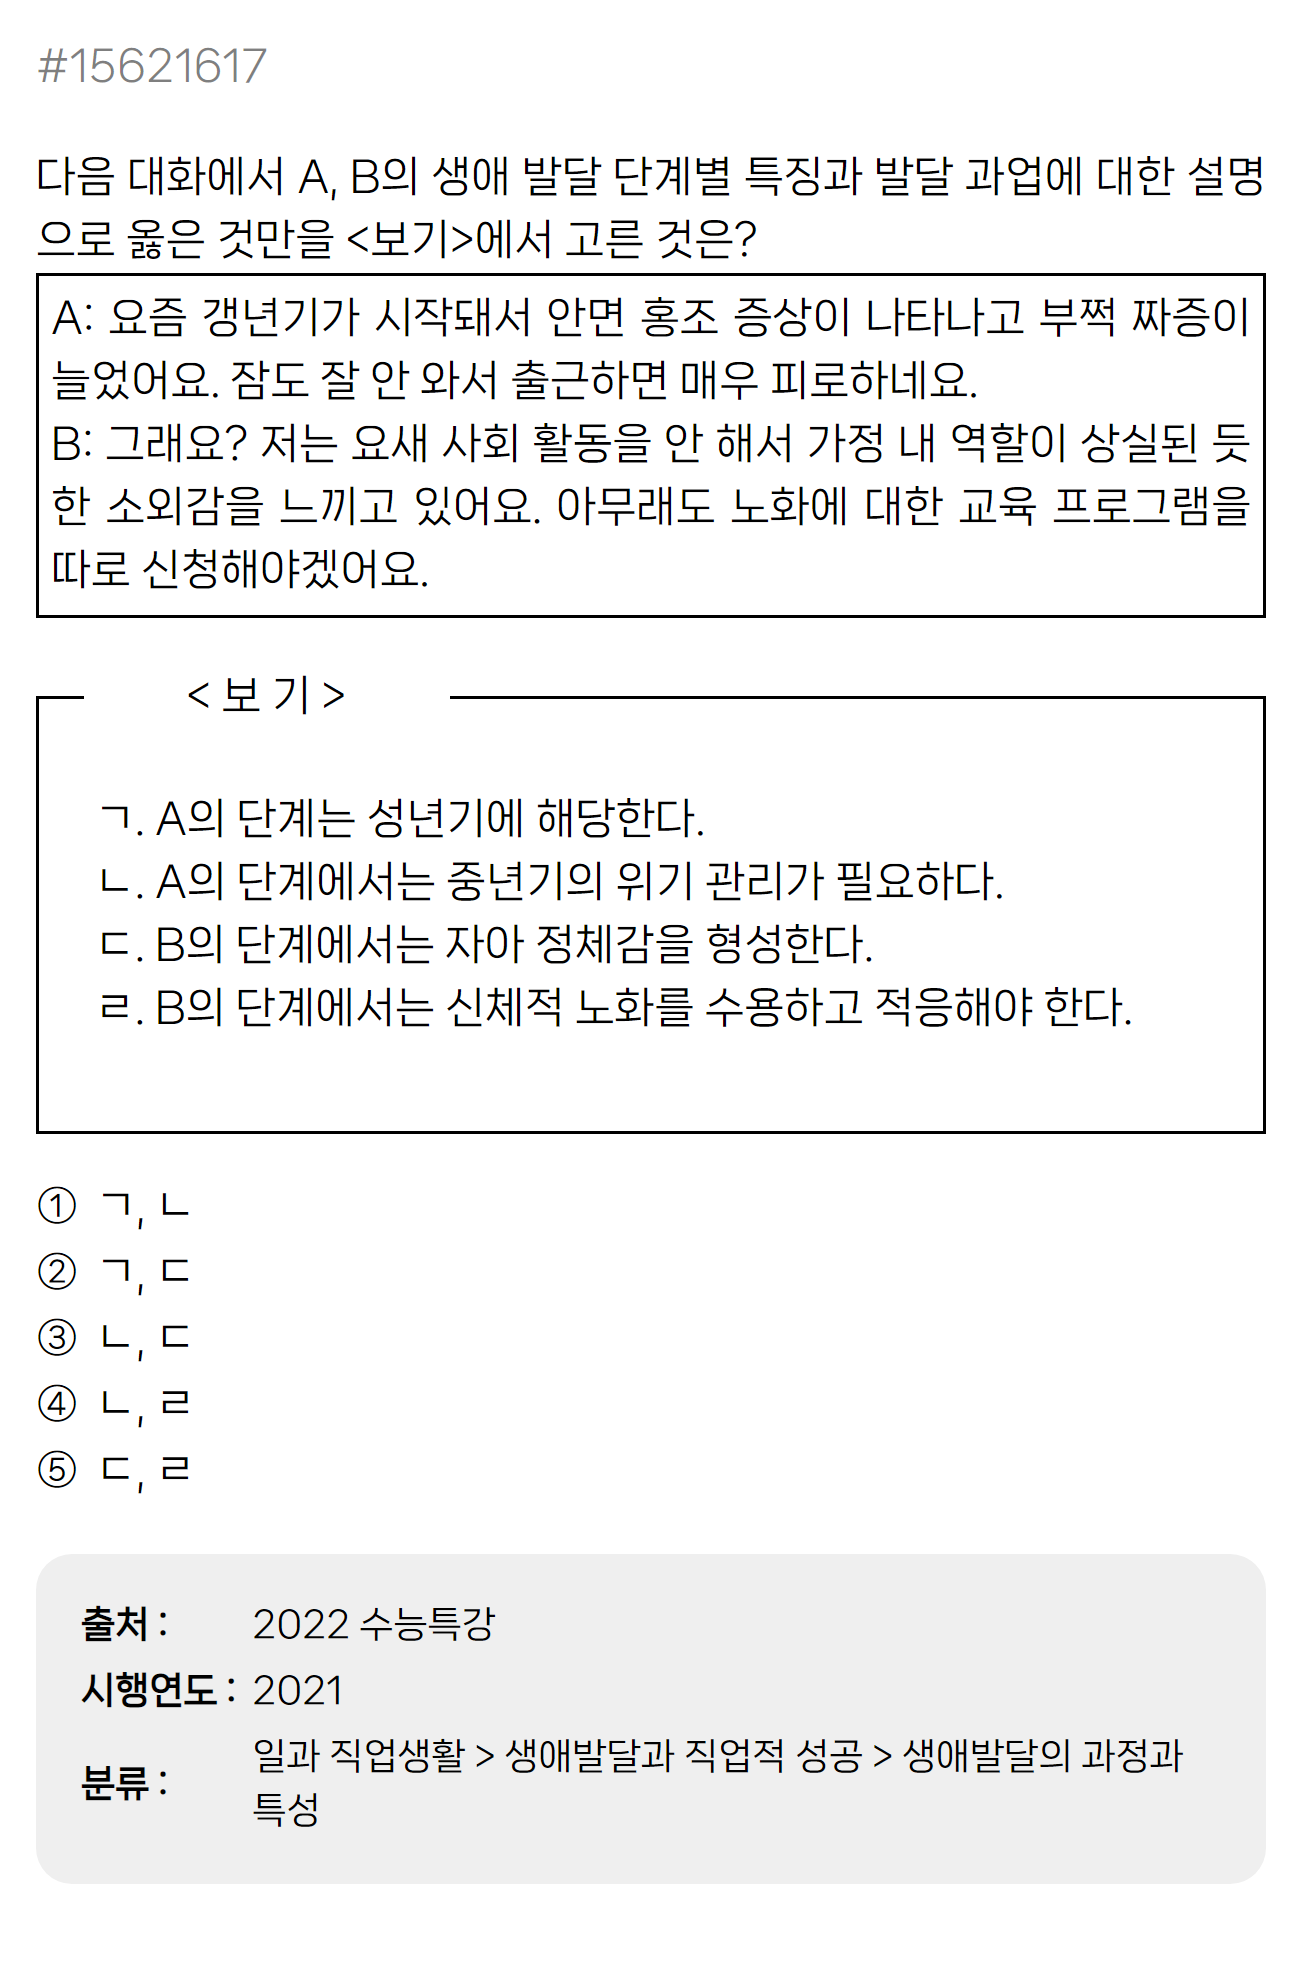 #15621617
다음 대화에서 A, B의 생애 발달 단계별 특징과 발달 과업에 대한 설명
으로 옳은 것만을 <보기>에서 고른 것은?
A: 요즘 갱년기가 시작돼서 안면 홍조 증상이 나타나고 부쩍 짜증이
늘었어요. 잠도 잘 안 와서 출근하면 매우 피로하네요.
B: 그래요? 저는 요새 사회 활동을 안 해서 가정 내 역할이 상실된 듯
한 소외감을 느끼고 있어요. 아무래도 노화에 대한 교육 프로그램을
따로 신청해야겠어요.
< 보 기 >
ㄱ. A의 단계는 성년기에 해당한다.
ㄴ. A의 단계에서는 중년기의 위기 관리가 필요하다.
ㄷ. B의 단계에서는 자아 정체감을 형성한다.
ㄹ. B의 단계에서는 신체적 노화를 수용하고 적응해야 한다.
① ㄱ, ㄴ
② ㄱ, ㄷ
③ ㄴ, ㄷ
④ ㄴ, ㄹ
⑤ ㄷ, ㄹ
출처 : 2022 수능특강
시행연도 : 2021
분류 : 일과 직업생활 > 생애발달과 직업적 성공 > 생애발달의 과정과
특성